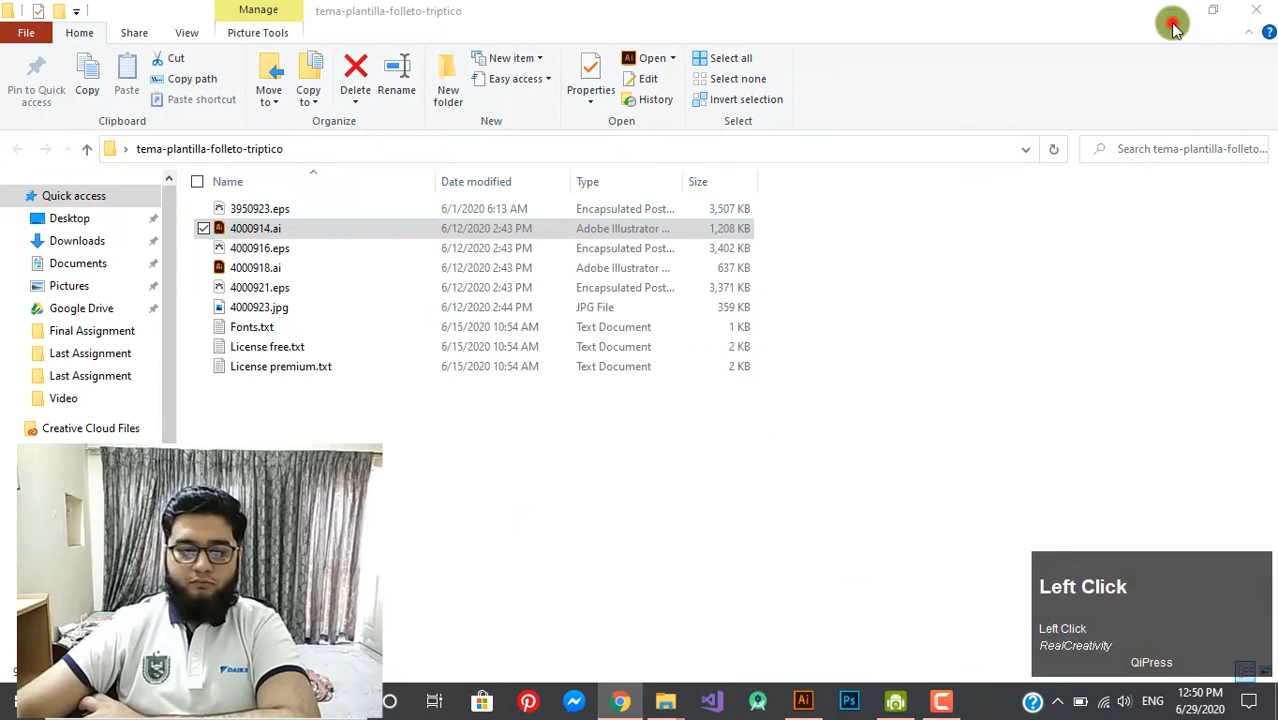 Manage
tema-plantilla-folleto-triptico
File
Home
Share
View
Picture Tools
Pin to Quick access
Copy
Paste
Cut
Copy path
Paste shortcut
Clipboard
Move to
Copy to
Delete
Rename
Organize
New folder
New item
Easy access
New
Properties
Open
Edit
History
Open
Select all
Select none
Invert selection
Select
tema-plantilla-folleto-triptico
Search tema-plantilla-folleto...
Name
Date modified
Type
Size
Quick access
Desktop
Downloads
Documents
Pictures
Google Drive
Final Assignment
Last Assignment
Last Assignment
Video
Creative Cloud Files
3950923.eps 6/1/2020 6:13 AM Encapsulated Post... 3,507 KB
4000914.ai 6/12/2020 2:43 PM Adobe Illustrator ... 1,208 KB
4000916.eps 6/12/2020 2:43 PM Encapsulated Post... 3,402 KB
4000918.ai 6/12/2020 2:43 PM Adobe Illustrator ... 637 KB
4000921.eps 6/12/2020 2:43 PM Encapsulated Post... 3,371 KB
4000923.jpg 6/12/2020 2:44 PM JPG File 359 KB
Fonts.txt 6/15/2020 10:54 AM Text Document 1 KB
License free.txt 6/15/2020 10:54 AM Text Document 2 KB
License premium.txt 6/15/2020 10:54 AM Text Document 2 KB
Left Click
Left Click
RealCreativity
QiPress
Ai
Ps
ENG
12:50 PM
6/29/2020